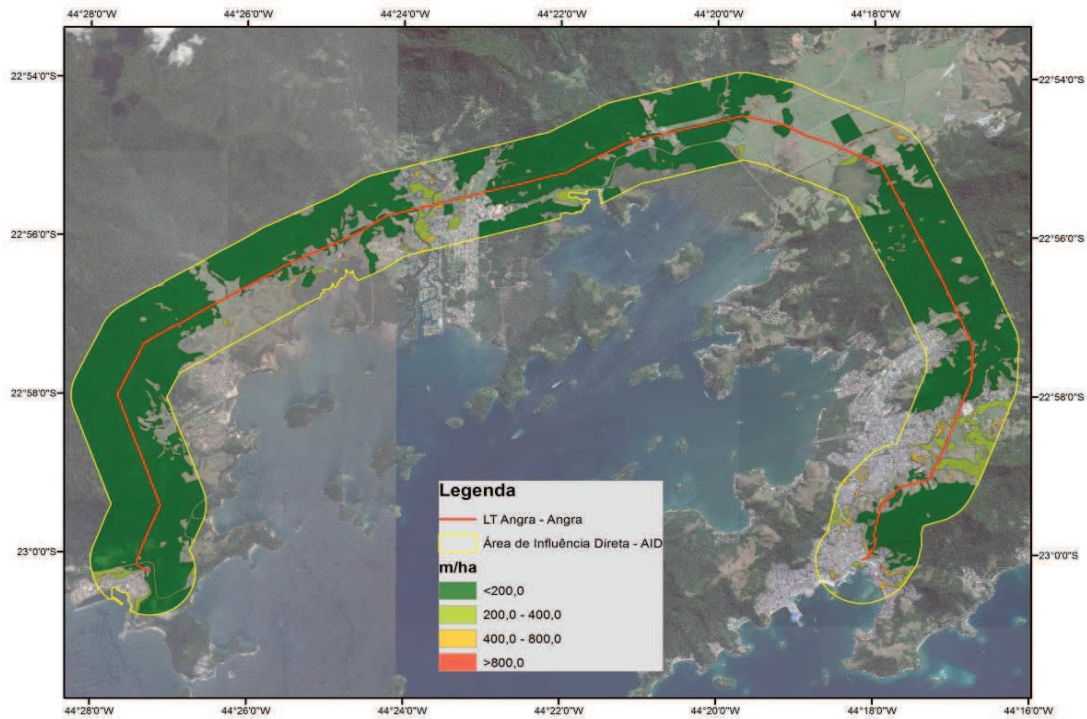 44°28'0"W 44°26'0"W 44°24'0"W 44°22'0"W 44°20'0"W 44°18'0"W
22°54'0"S 22°54'0"S
22°56'0"S 22°56'0"S
22°58'0"S 22°58'0"S
23°0'0"S 23°0'0"S
Legenda
LT Angra - Angra
Área de Influência Direta - AID
m/ha
<200,0
200,0 - 400,0
400,0 - 800,0
>800,0
44°28'0"W 44°26'0"W 44°24'0"W 44°22'0"W 44°20'0"W 44°18'0"W 44°16'0"W